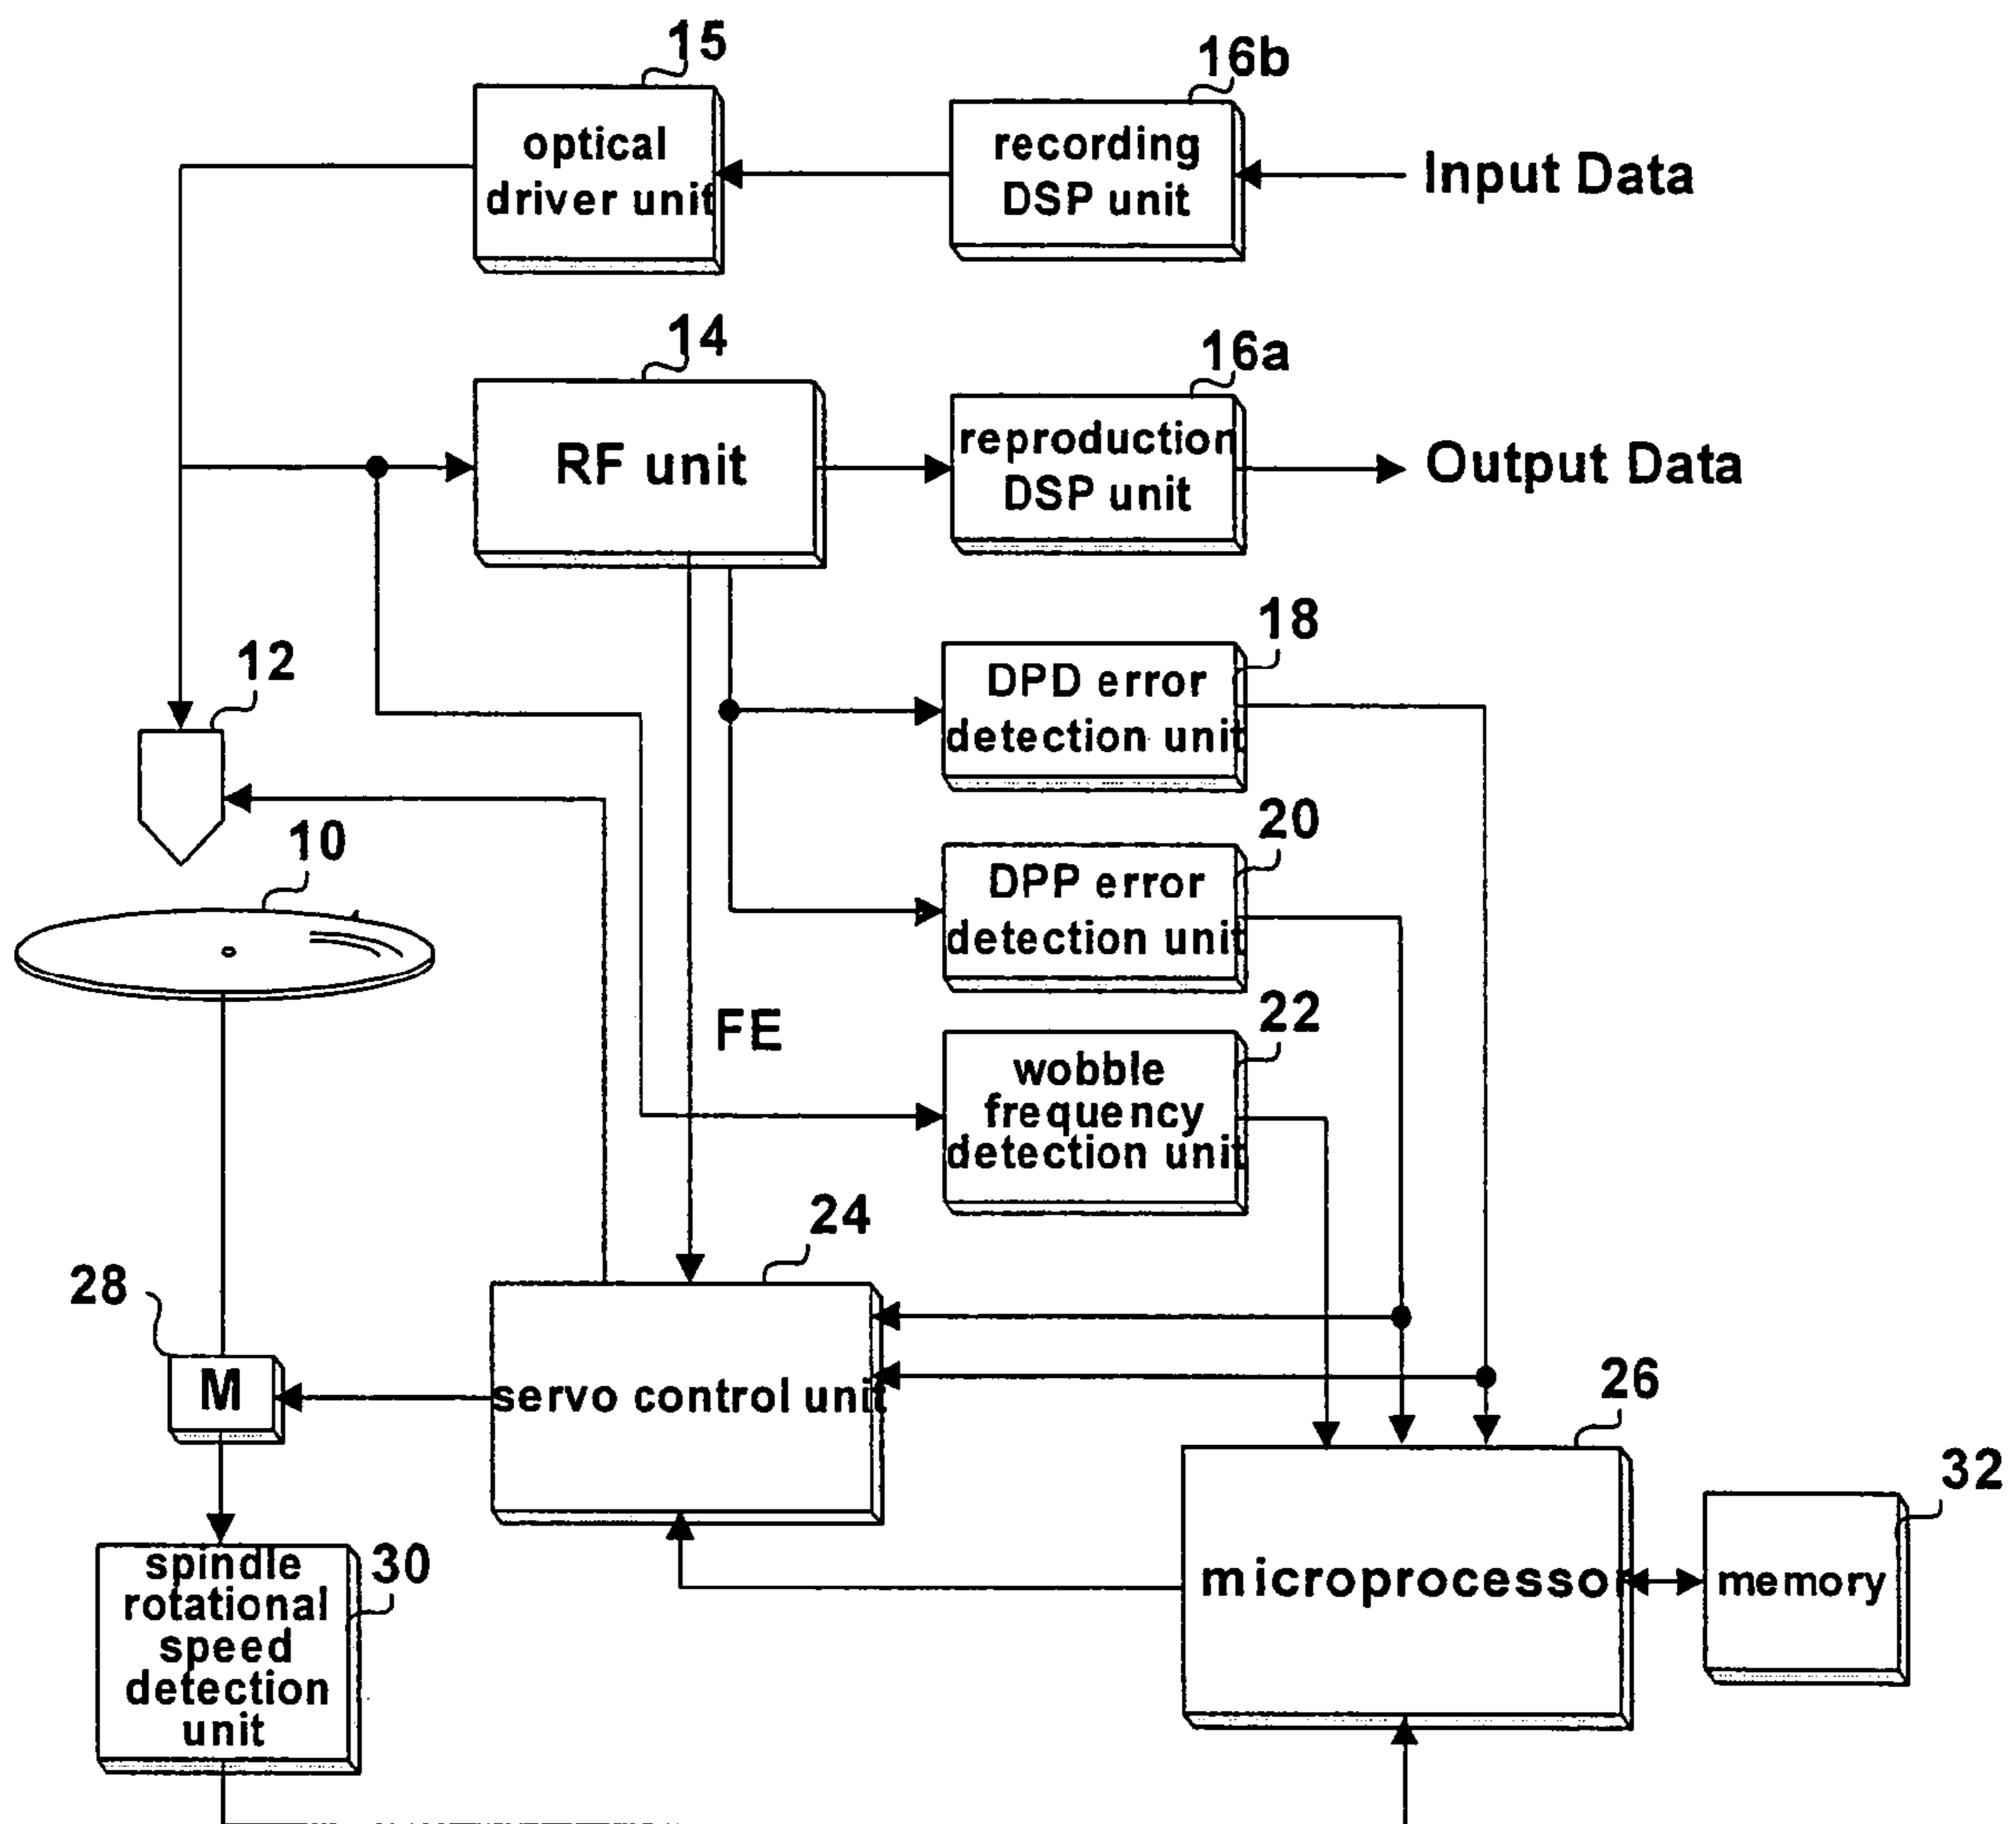 15
16b
optical
driver unit
recording
DSP unit
Input Data
14
16a
RF unit
reproduction
DSP unit
Output Data
12
18
DPD error
detection unit
10
20
DPP error
detection unit
FE
22
wobble
frequency
detection unit
24
28
M
servo control unit
26
32
microprocessor
memory
30
spindle
rotational
speed
detection
unit